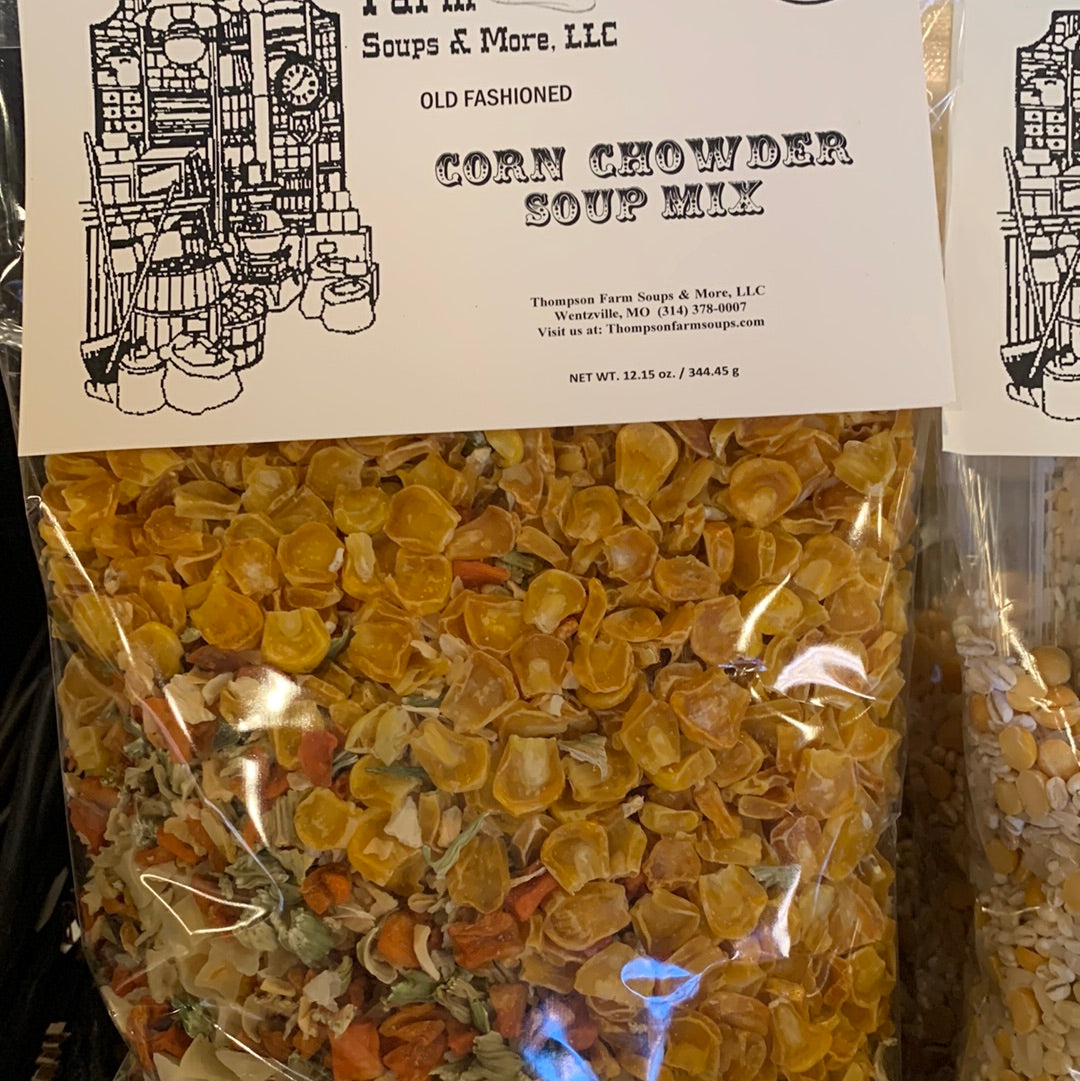 Farm
Soups & More, LLC
OLD FASHIONED
CORN CHOWDER
SOUP MIX
Thompson Farm Soups & More, LLC
Wentzville, MO (314) 378-0007
Visit us at: Thompsonfarmsoups.com
NET WT. 12.15 oz. / 344.45 g